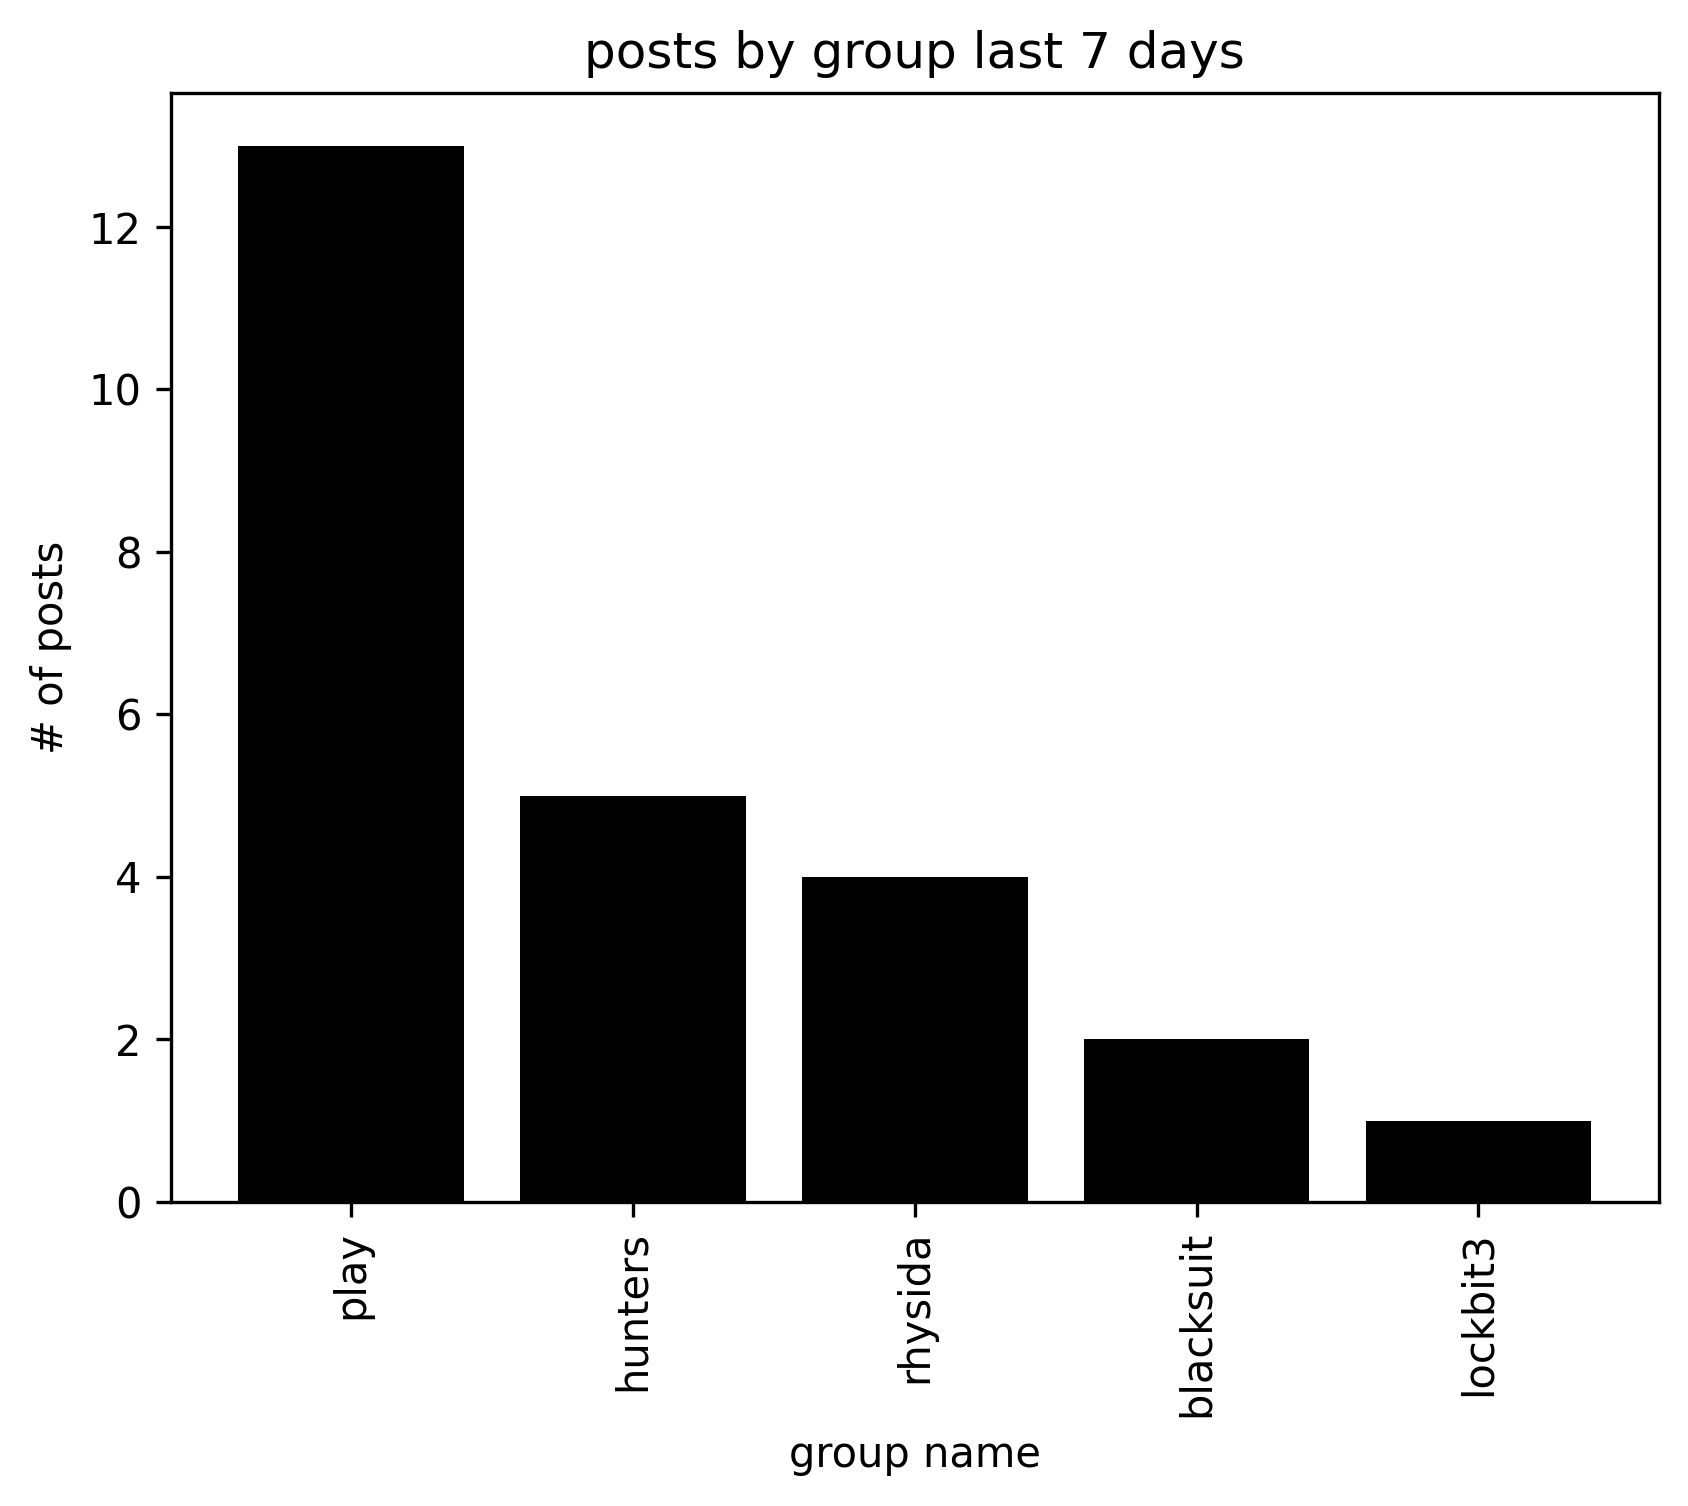 posts by group last 7 days
12
10
8
6
4
2
0
# of posts
play
hunters
rhysida
blacksuit
lockbit3
group name